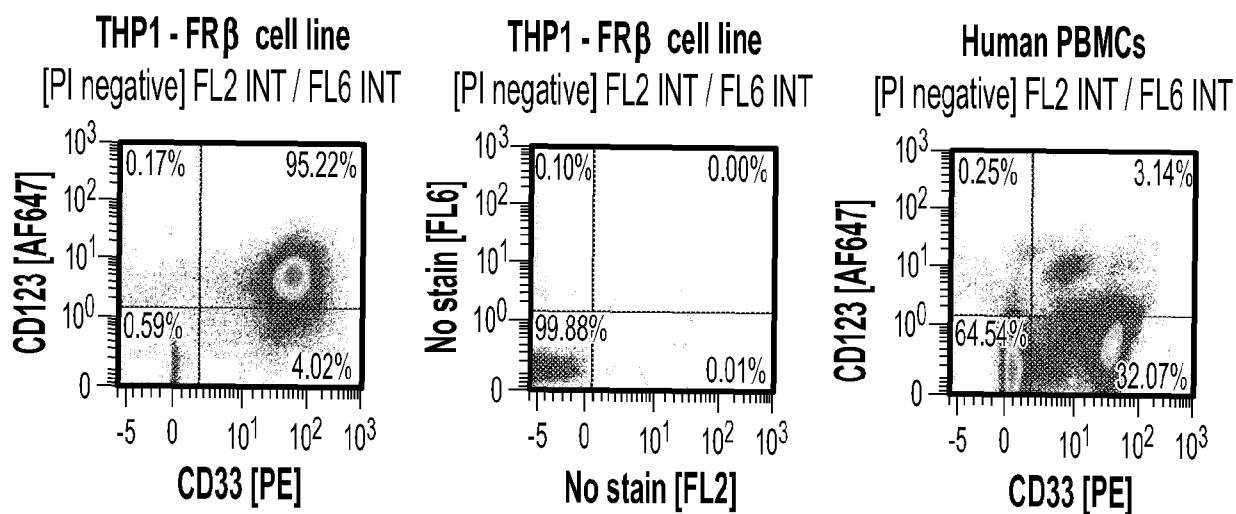 THP1 - FRβ cell line
[PI negative] FL2 INT / FL6 INT
CD123 [AF647]
10³
10²
10¹
10⁰
0
0.17%
95.22%
0.59%
4.02%
-5 0 10¹ 10² 10³
CD33 [PE]
THP1 - FRβ cell line
[PI negative] FL2 INT / FL6 INT
No stain [FL6]
10³
10²
10¹
10⁰
0
0.10%
0.00%
99.88%
0.01%
-5 0 10¹ 10² 10³
No stain [FL2]
Human PBMCs
[PI negative] FL2 INT / FL6 INT
CD123 [AF647]
10³
10²
10¹
10⁰
0
0.25%
3.14%
64.54%
32.07%
-5 0 10¹ 10² 10³
CD33 [PE]